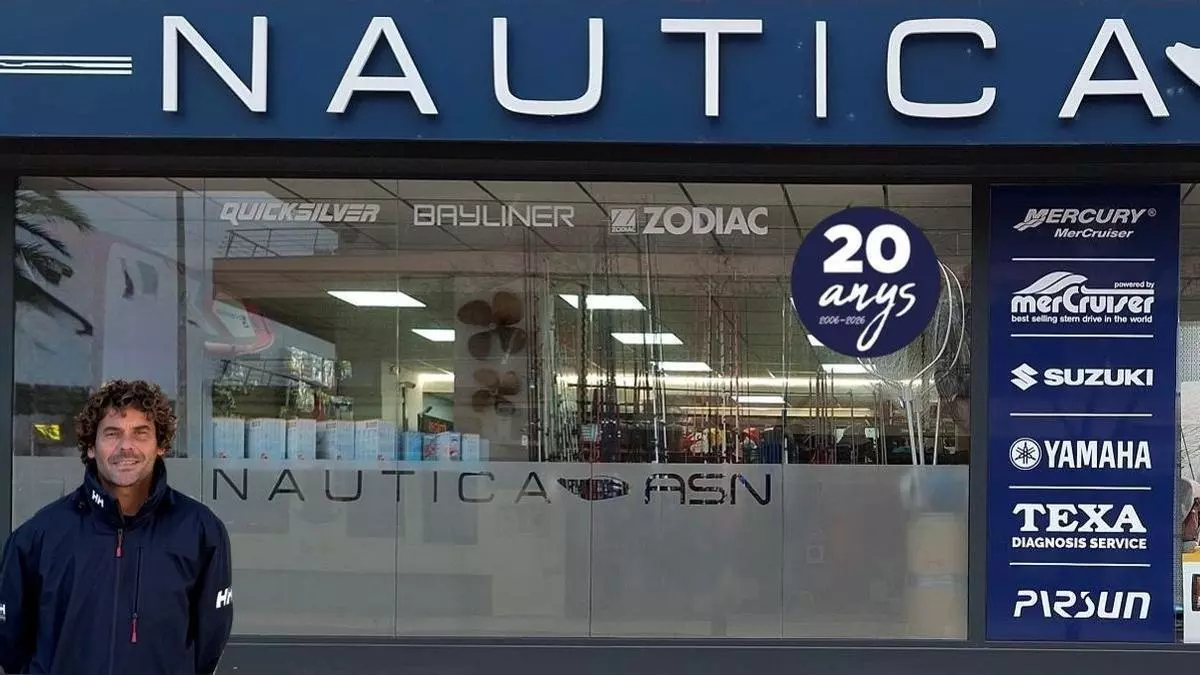 NAUTICA
QUICKSILVER
BAYLINER
ZODIAC
ZODIAC
20
anys
2006-2026
MERCURY®
MerCruiser
powered by
merCruiser
best selling stern drive in the world
SUZUKI
YAMAHA
TEXA
DIAGNOSIS SERVICE
PARSUN
NAUTICA ASN
HH
HH